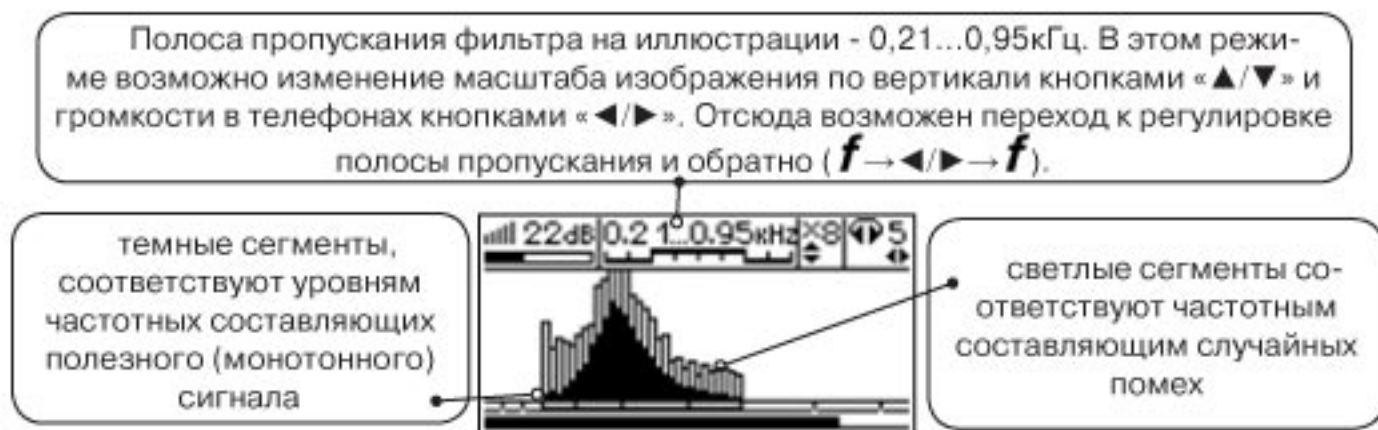 Полоса пропускания фильтра на иллюстрации - 0,21...0,95кГц. В этом режи-
ме возможно изменение масштаба изображения по вертикали кнопками «▲/▼» и
громкости в телефонах кнопками «◀/▶». Отсюда возможен переход к регулировке
полосы пропускания и обратно ( f → ◀/▶ → f ).
темные сегменты,
соответствуют уровням
частотных составляющих
полезного (монотонного)
сигнала
22dB 0.21...0.95кHz ×8 5
светлые сегменты со-
ответствуют частотным
составляющим случайных
помех